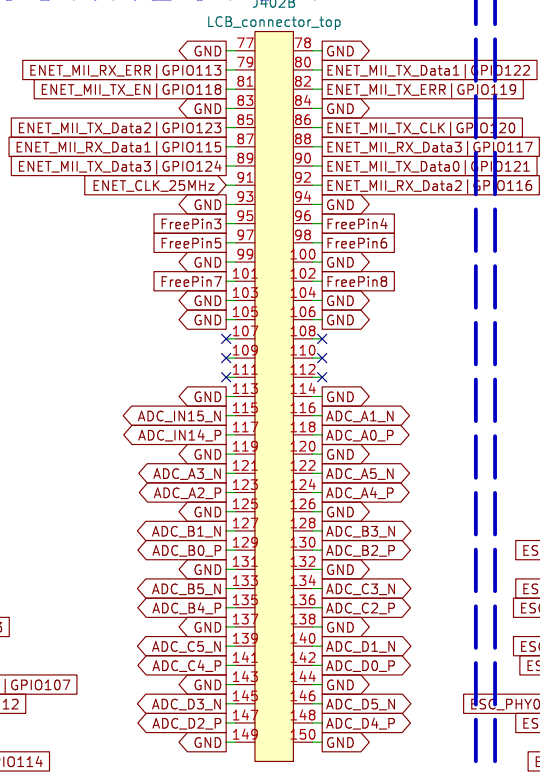 J402B
LCB_connector_top
GND 77 78 GND
ENET_MII_RX_ERR|GPIO113 79 80 ENET_MII_TX_Data1|GPIO122
ENET_MII_TX_EN|GPIO118 81 82 ENET_MII_TX_ERR|GPIO119
GND 83 84 GND
ENET_MII_TX_Data2|GPIO123 85 86 ENET_MII_TX_CLK|GPIO120
ENET_MII_RX_Data1|GPIO115 87 88 ENET_MII_RX_Data3|GPIO117
ENET_MII_TX_Data3|GPIO124 89 90 ENET_MII_TX_Data0|GPIO121
ENET_CLK_25MHz 91 92 ENET_MII_RX_Data2|GPIO116
GND 93 94 GND
FreePin3 95 96 FreePin4
FreePin5 97 98 FreePin6
GND 99 100 GND
FreePin7 101 102 FreePin8
GND 103 104 GND
GND 105 106 GND
107 108
109 110
111 112
GND 113 114 GND
ADC_IN15_N 115 116 ADC_A1_N
ADC_IN14_P 117 118 ADC_A0_P
GND 119 120 GND
ADC_A3_N 121 122 ADC_A5_N
ADC_A2_P 123 124 ADC_A4_P
GND 125 126 GND
ADC_B1_N 127 128 ADC_B3_N
ADC_B0_P 129 130 ADC_B2_P ES
GND 131 132 GND
ADC_B5_N 133 134 ADC_C3_N ES
ADC_B4_P 135 136 ADC_C2_P ES
GND 137 138 GND
ADC_C5_N 139 140 ADC_D1_N ES
ADC_C4_P 141 142 ADC_D0_P
|GPIO107 GND 143 144 GND
12 ADC_D3_N 145 146 ADC_D5_N ESC_PHY0
ADC_D2_P 147 148 ADC_D4_P ES
GND 149 150 GND
IO114